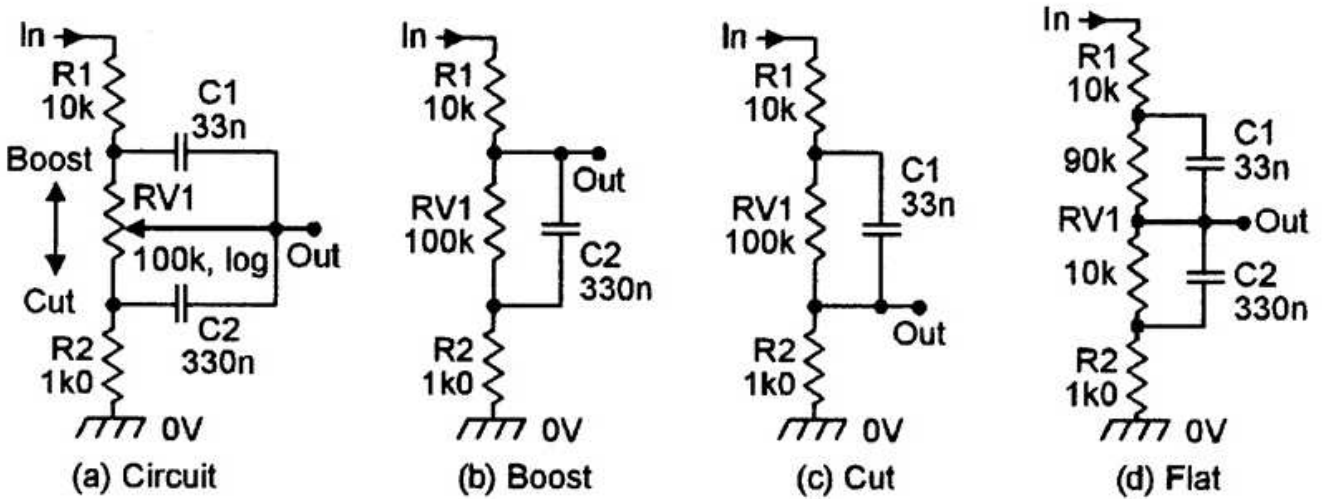 In
R1
10k
C1
33n
Boost
RV1
100k, log
Out
Cut
C2
330n
R2
1k0
0V
(a) Circuit
In
R1
10k
Out
RV1
100k
C2
330n
R2
1k0
0V
(b) Boost
In
R1
10k
C1
33n
RV1
100k
Out
R2
1k0
0V
(c) Cut
In
R1
10k
C1
33n
90k
RV1
Out
10k
C2
330n
R2
1k0
0V
(d) Flat